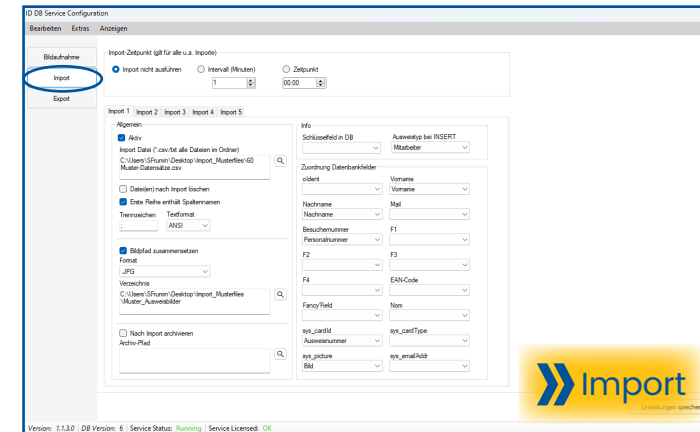 ID DB Service Configuration
Bearbeiten Extras Anzeigen
Bildaufnahme
Import
Export
Import-Zeitpunkt (gilt für alle u.a. Importe)
Import nicht ausführen Intervall (Minuten) Zeitpunkt
1 00:00
Import 1 Import 2 Import 3 Import 4 Import 5
Allgemein
Aktiv
Import Datei (*.csv/txt alle Dateien im Ordner)
C:\Users\SFrumin\Desktop\Import_Musterfiles\60
Muster-Datensätze.csv
Datei(en) nach Import löschen
Erste Reihe enthält Spaltennamen
Trennzeichen Textformat
; ANSI
Bildpfad zusammensetzen
Format
.JPG
Verzeichnis
C:\Users\SFrumin\Desktop\Import_Musterfiles
\Muster_Ausweisbilder
Nach Import archivieren
Archiv-Pfad
Info
Schlüsselfeld in DB Ausweistyp bei INSERT
Mitarbeiter
Zuordnung Datenbankfelder
oIdent Vorname
Vorname
Nachname Mail
Nachname
Besuchernummer F1
Personalnummer
F2 F3
F4 EAN-Code
Fancy'Field Nom
sys_cardId sys_cardType
Ausweisnummer
sys_picture sys_emailAddr
Bild
Import
Einstellungen speichern
Version: 1.1.3.0 DB Version: 6 Service Status: Running Service Licensed: OK